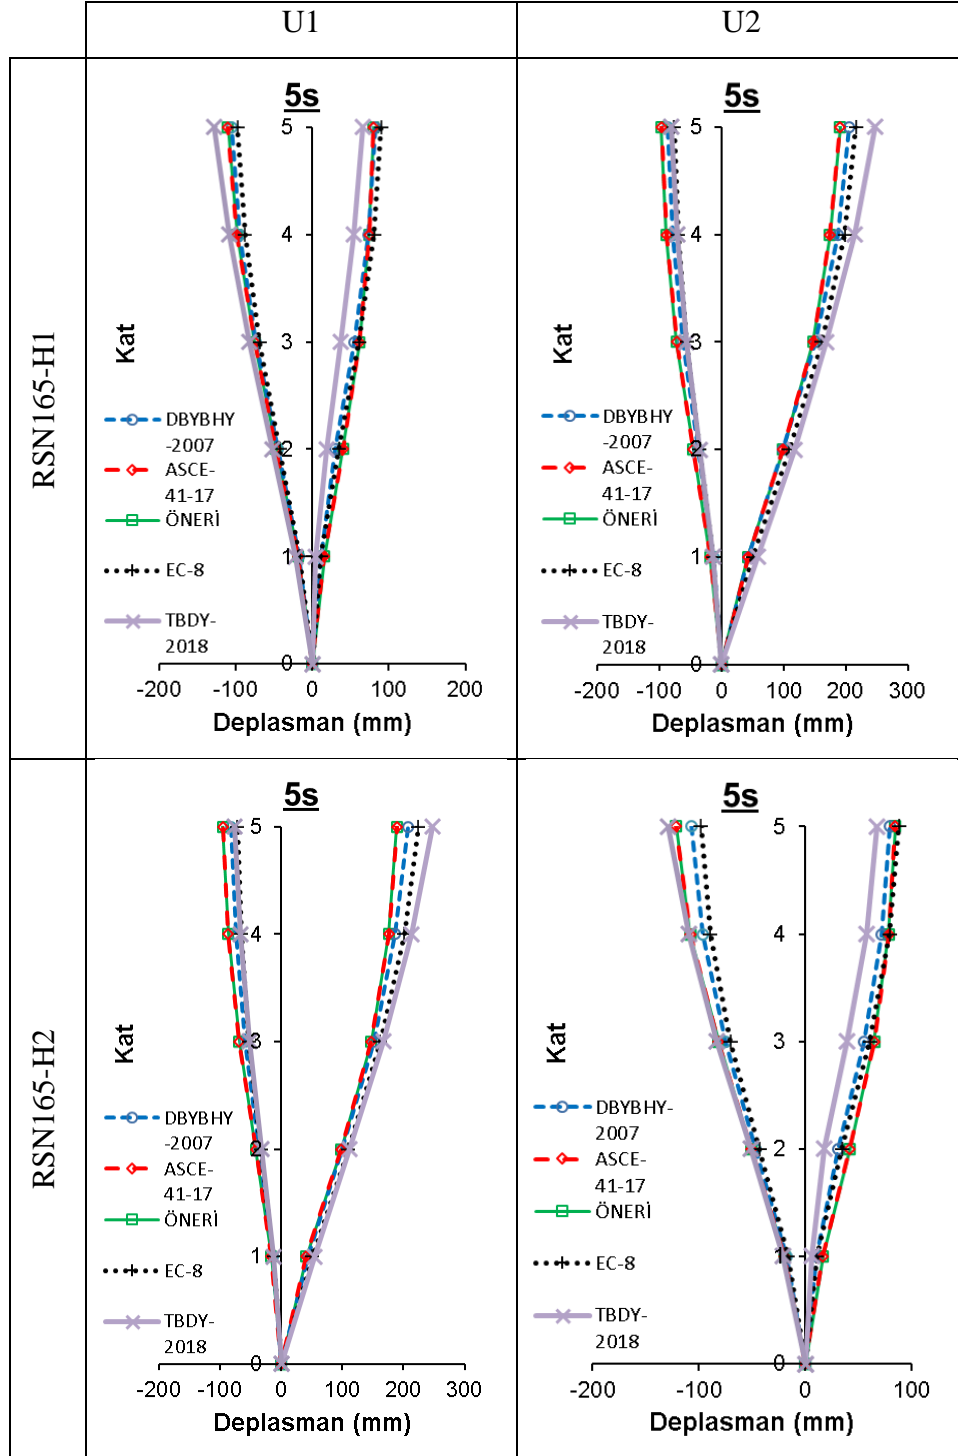 U1
U2
RSN165-H1
5s
5
4
3
2
1
0
Kat
DBYBHY
-2007
ASCE-
41-17
ÖNERİ
EC-8
TBDY-
2018
-200 -100 0 100 200
Deplasman (mm)
5s
5
4
3
2
1
0
Kat
DBYBHY
-2007
ASCE-
41-17
ÖNERİ
EC-8
TBDY-
2018
-200 -100 0 100 200 300
Deplasman (mm)
RSN165-H2
5s
5
4
3
2
1
0
Kat
DBYBHY
-2007
ASCE-
41-17
ÖNERİ
EC-8
TBDY-
2018
-200 -100 0 100 200 300
Deplasman (mm)
5s
5
4
3
2
1
0
Kat
DBYBHY-
2007
ASCE-
41-17
ÖNERİ
EC-8
TBDY-
2018
-200 -100 0 100
Deplasman (mm)